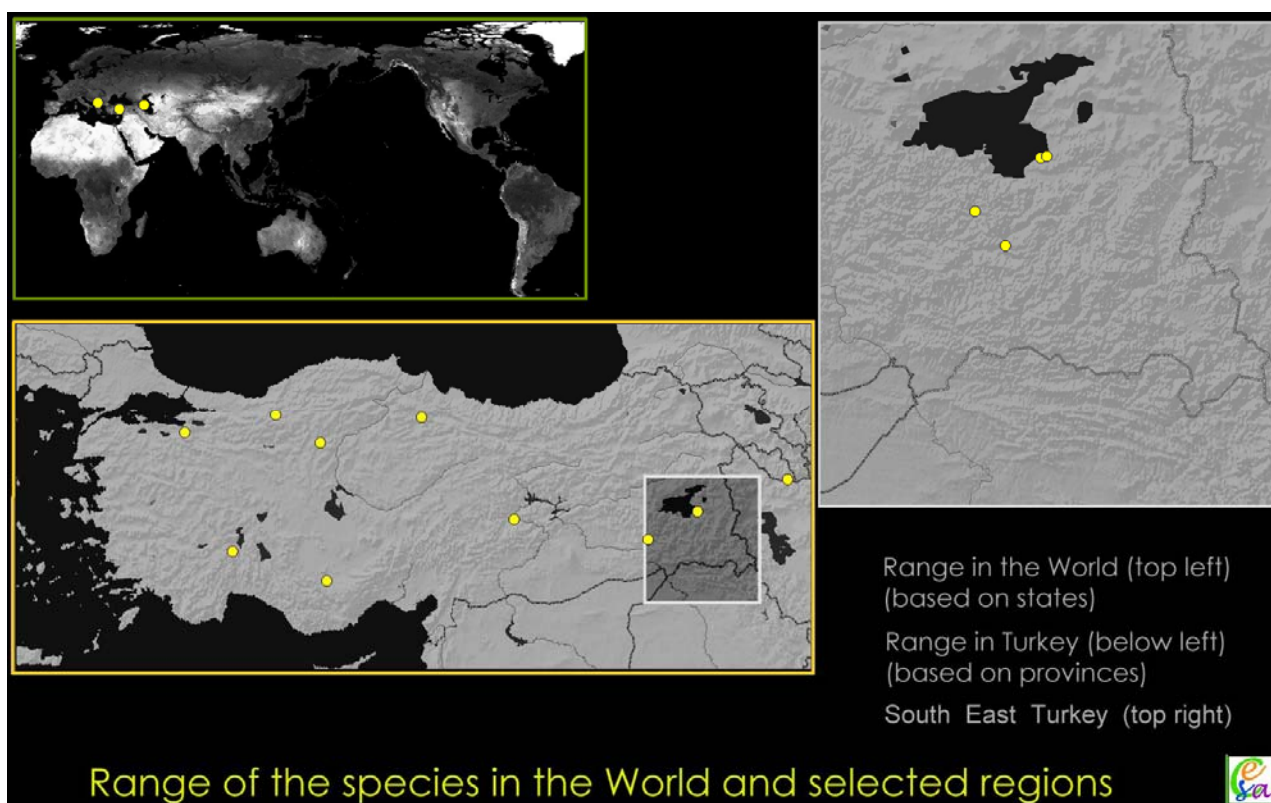 Range in the World (top left)
(based on states)
Range in Turkey (below left)
(based on provinces)
South East Turkey (top right)
Range of the species in the World and selected regions
Cesa